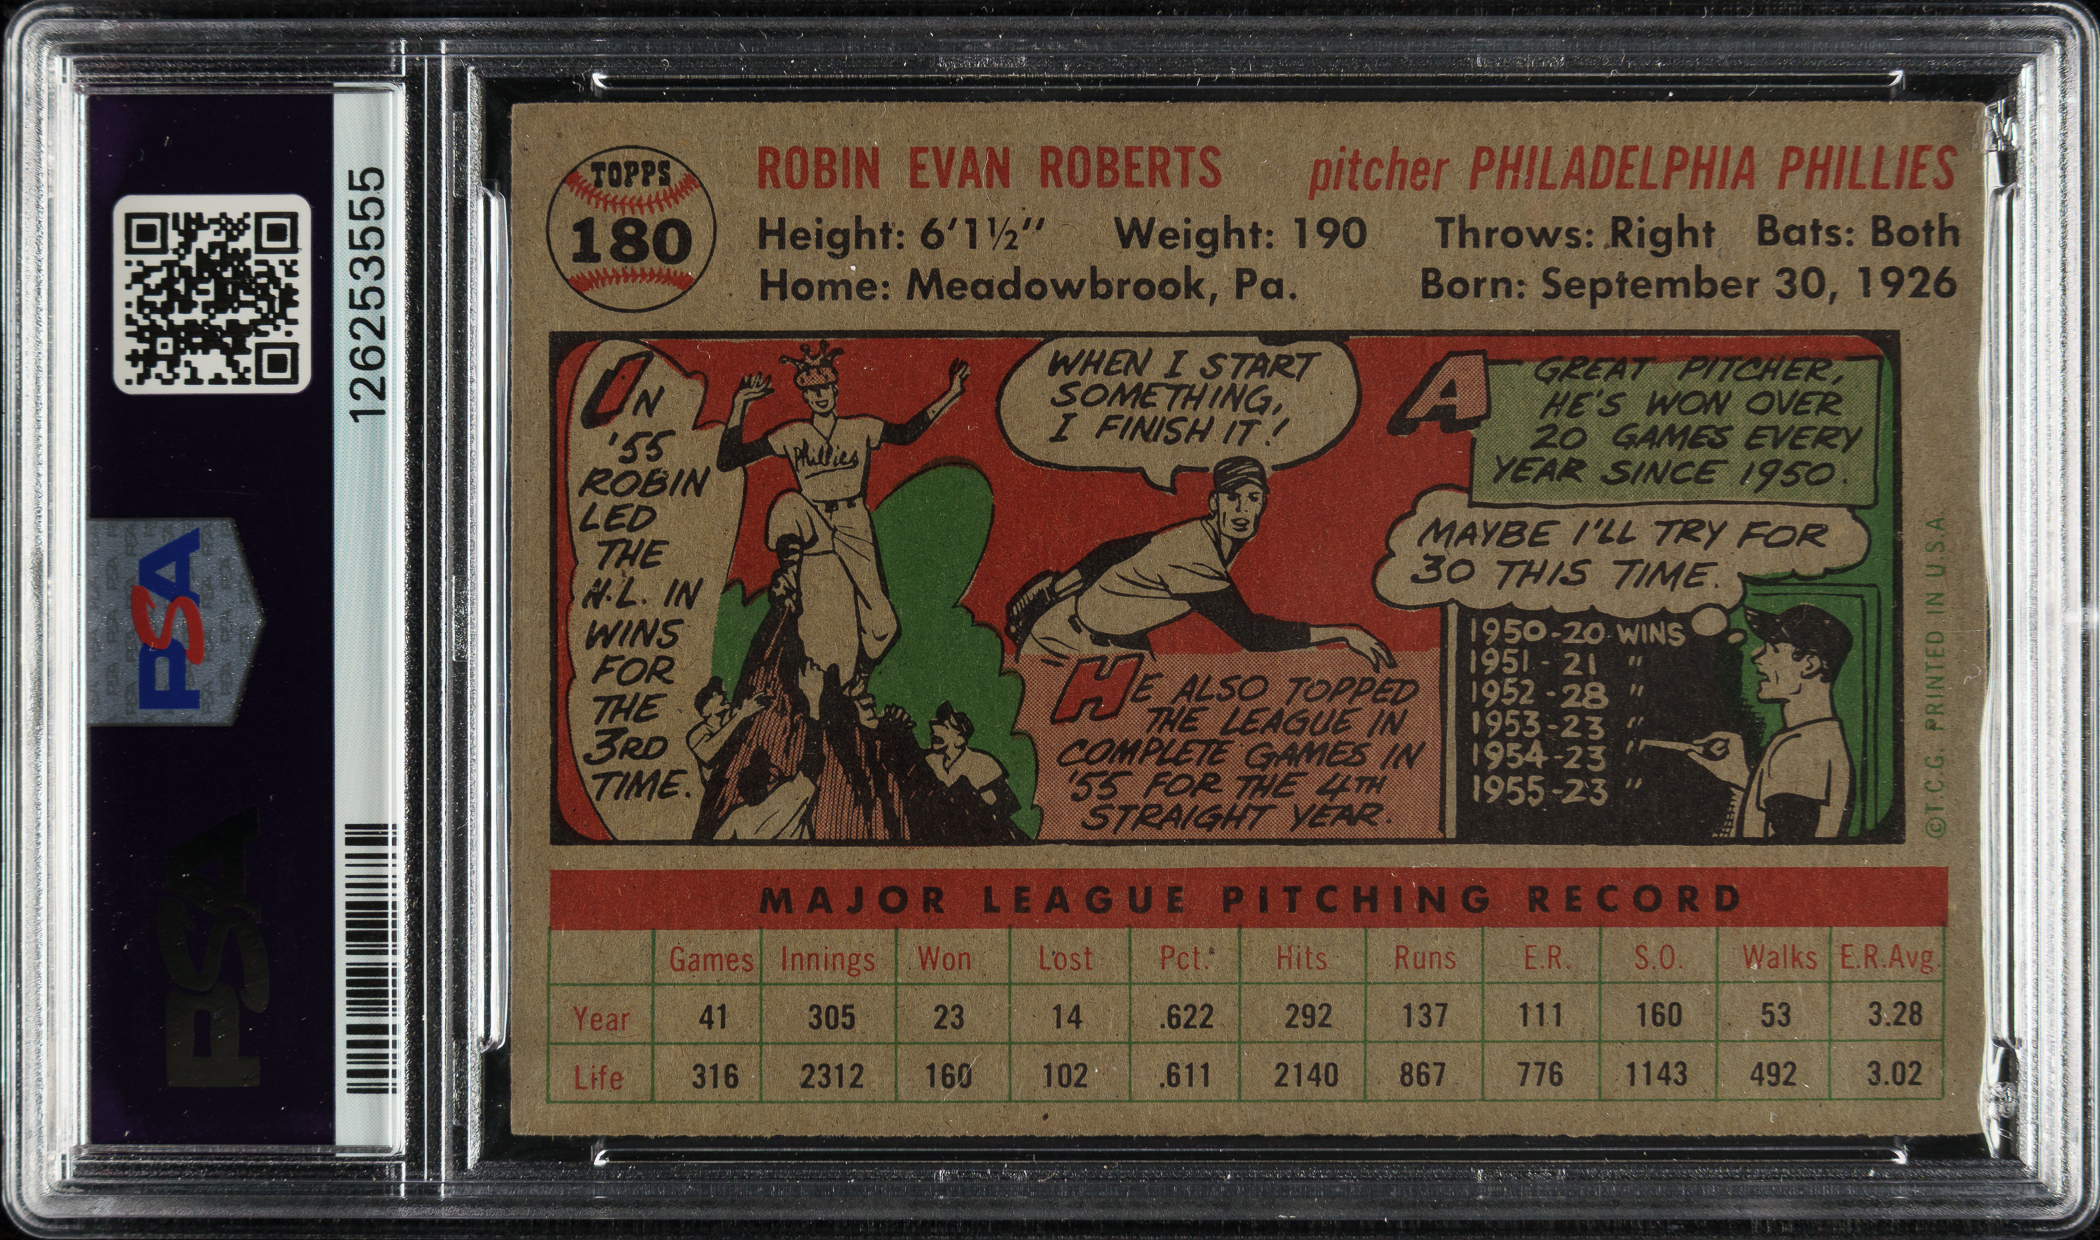 126253555
PSA
PSA
TOPPS
180
ROBIN EVAN ROBERTS pitcher PHILADELPHIA PHILLIES
Height: 6'1½" Weight: 190 Throws: Right Bats: Both
Home: Meadowbrook, Pa. Born: September 30, 1926
IN
'55
ROBIN
LED
THE
N.L. IN
WINS
FOR
THE
3RD
TIME.
Phillies
WHEN I START
SOMETHING,
I FINISH IT!
HE ALSO TOPPED
THE LEAGUE IN
COMPLETE GAMES IN
'55 FOR THE 4TH
STRAIGHT YEAR.
A GREAT PITCHER,
HE'S WON OVER
20 GAMES EVERY
YEAR SINCE 1950.
MAYBE I'LL TRY FOR
30 THIS TIME.
1950-20 WINS
1951-21 "
1952-28 "
1953-23 "
1954-23 "
1955-23 "
©T.C.G. PRINTED IN U.S.A.
MAJOR LEAGUE PITCHING RECORD
Games Innings Won Lost Pct. Hits Runs E.R. S.O. Walks E.R.Avg.
Year 41 305 23 14 .622 292 137 111 160 53 3.28
Life 316 2312 160 102 .611 2140 867 776 1143 492 3.02